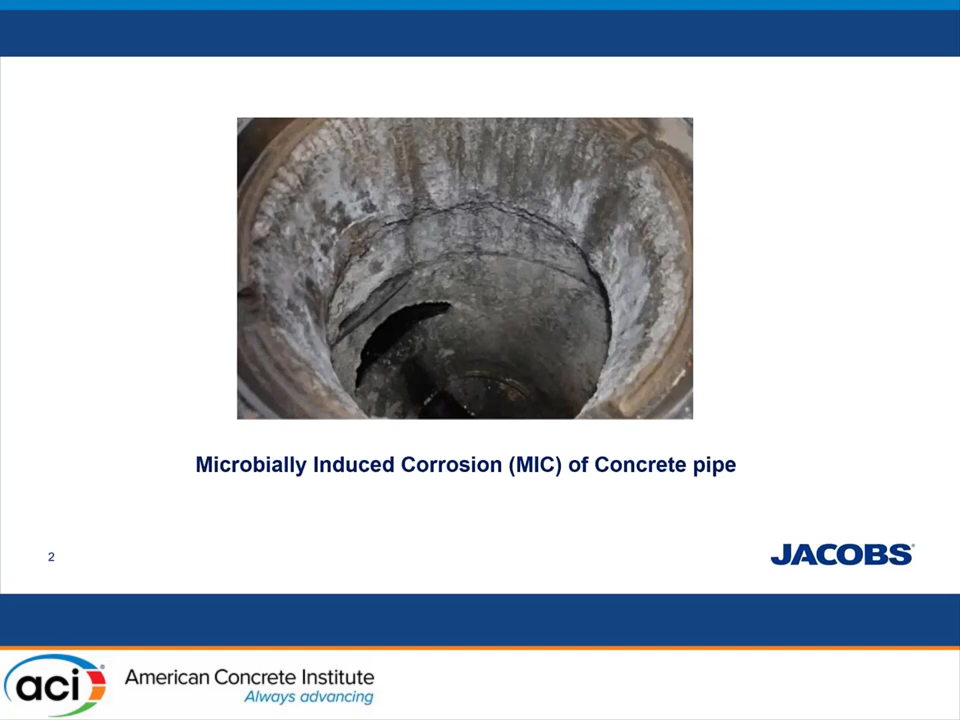 Microbially Induced Corrosion (MIC) of Concrete pipe
2
JACOBS®
aci® American Concrete Institute
Always advancing